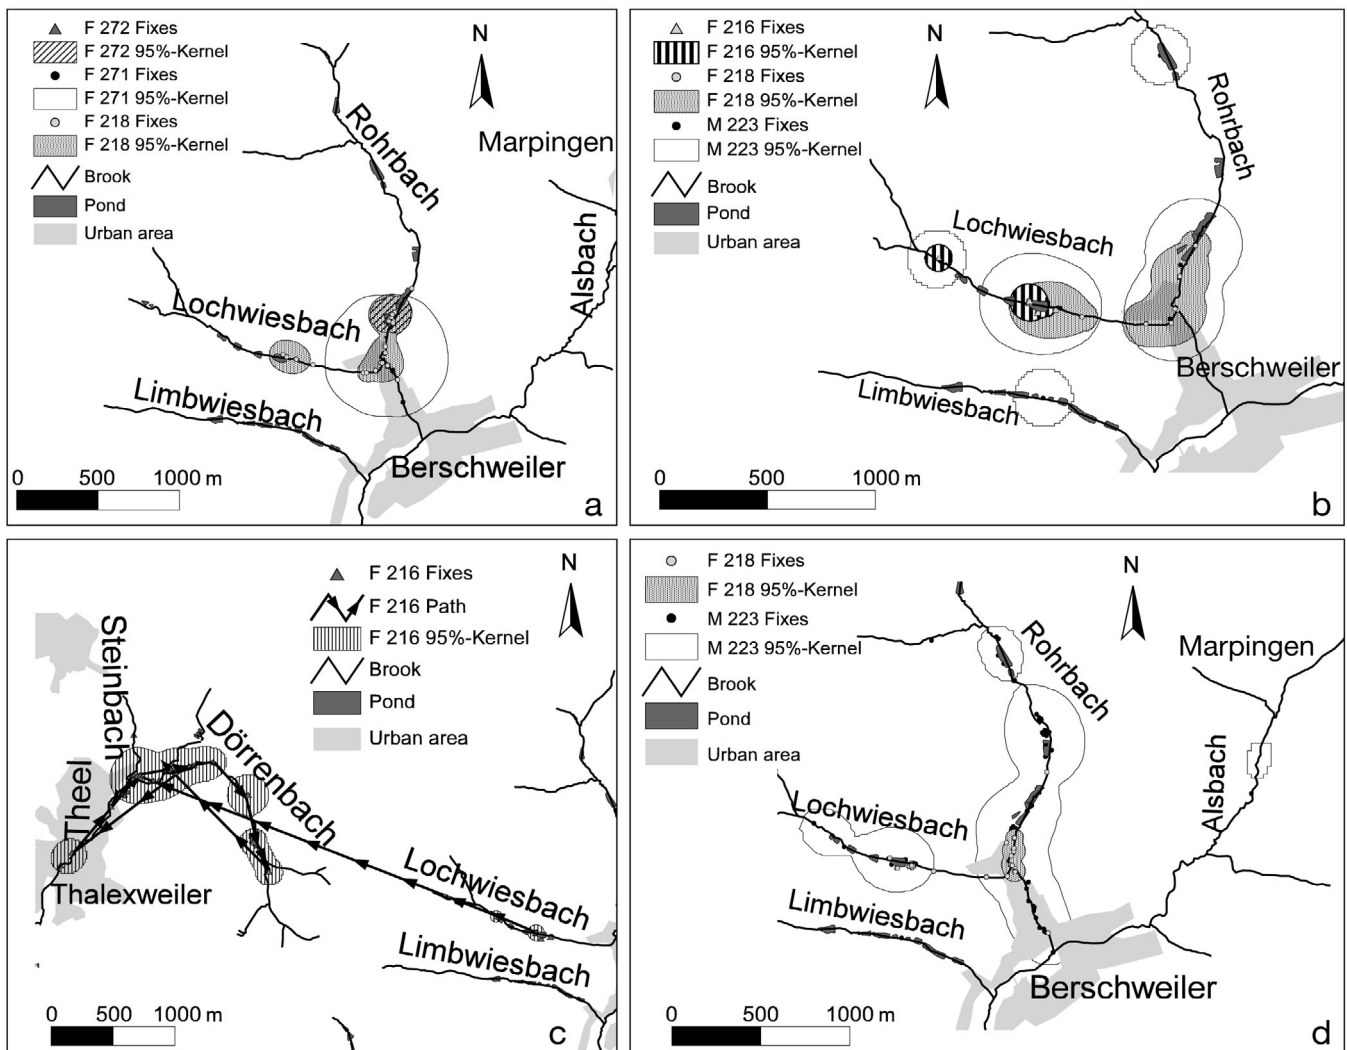 F 272 Fixes
F 272 95%-Kernel
F 271 Fixes
F 271 95%-Kernel
F 218 Fixes
F 218 95%-Kernel
Brook
Pond
Urban area
N
Marpingen
Rohrbach
Alsbach
Lochwiesbach
Limbwiesbach
Berschweiler
0 500 1000 m
a
F 216 Fixes
F 216 95%-Kernel
F 218 Fixes
F 218 95%-Kernel
M 223 Fixes
M 223 95%-Kernel
Brook
Pond
Urban area
N
Rohrbach
Lochwiesbach
Berschweiler
Limbwiesbach
0 500 1000 m
b
F 216 Fixes
F 216 Path
F 216 95%-Kernel
Brook
Pond
Urban area
N
Steinbach
Dörrenbach
Theel
Thalexweiler
Lochwiesbach
Limbwiesbach
0 500 1000 m
c
F 218 Fixes
F 218 95%-Kernel
M 223 Fixes
M 223 95%-Kernel
Brook
Pond
Urban area
N
Rohrbach
Marpingen
Alsbach
Lochwiesbach
Limbwiesbach
Berschweiler
0 500 1000 m
d